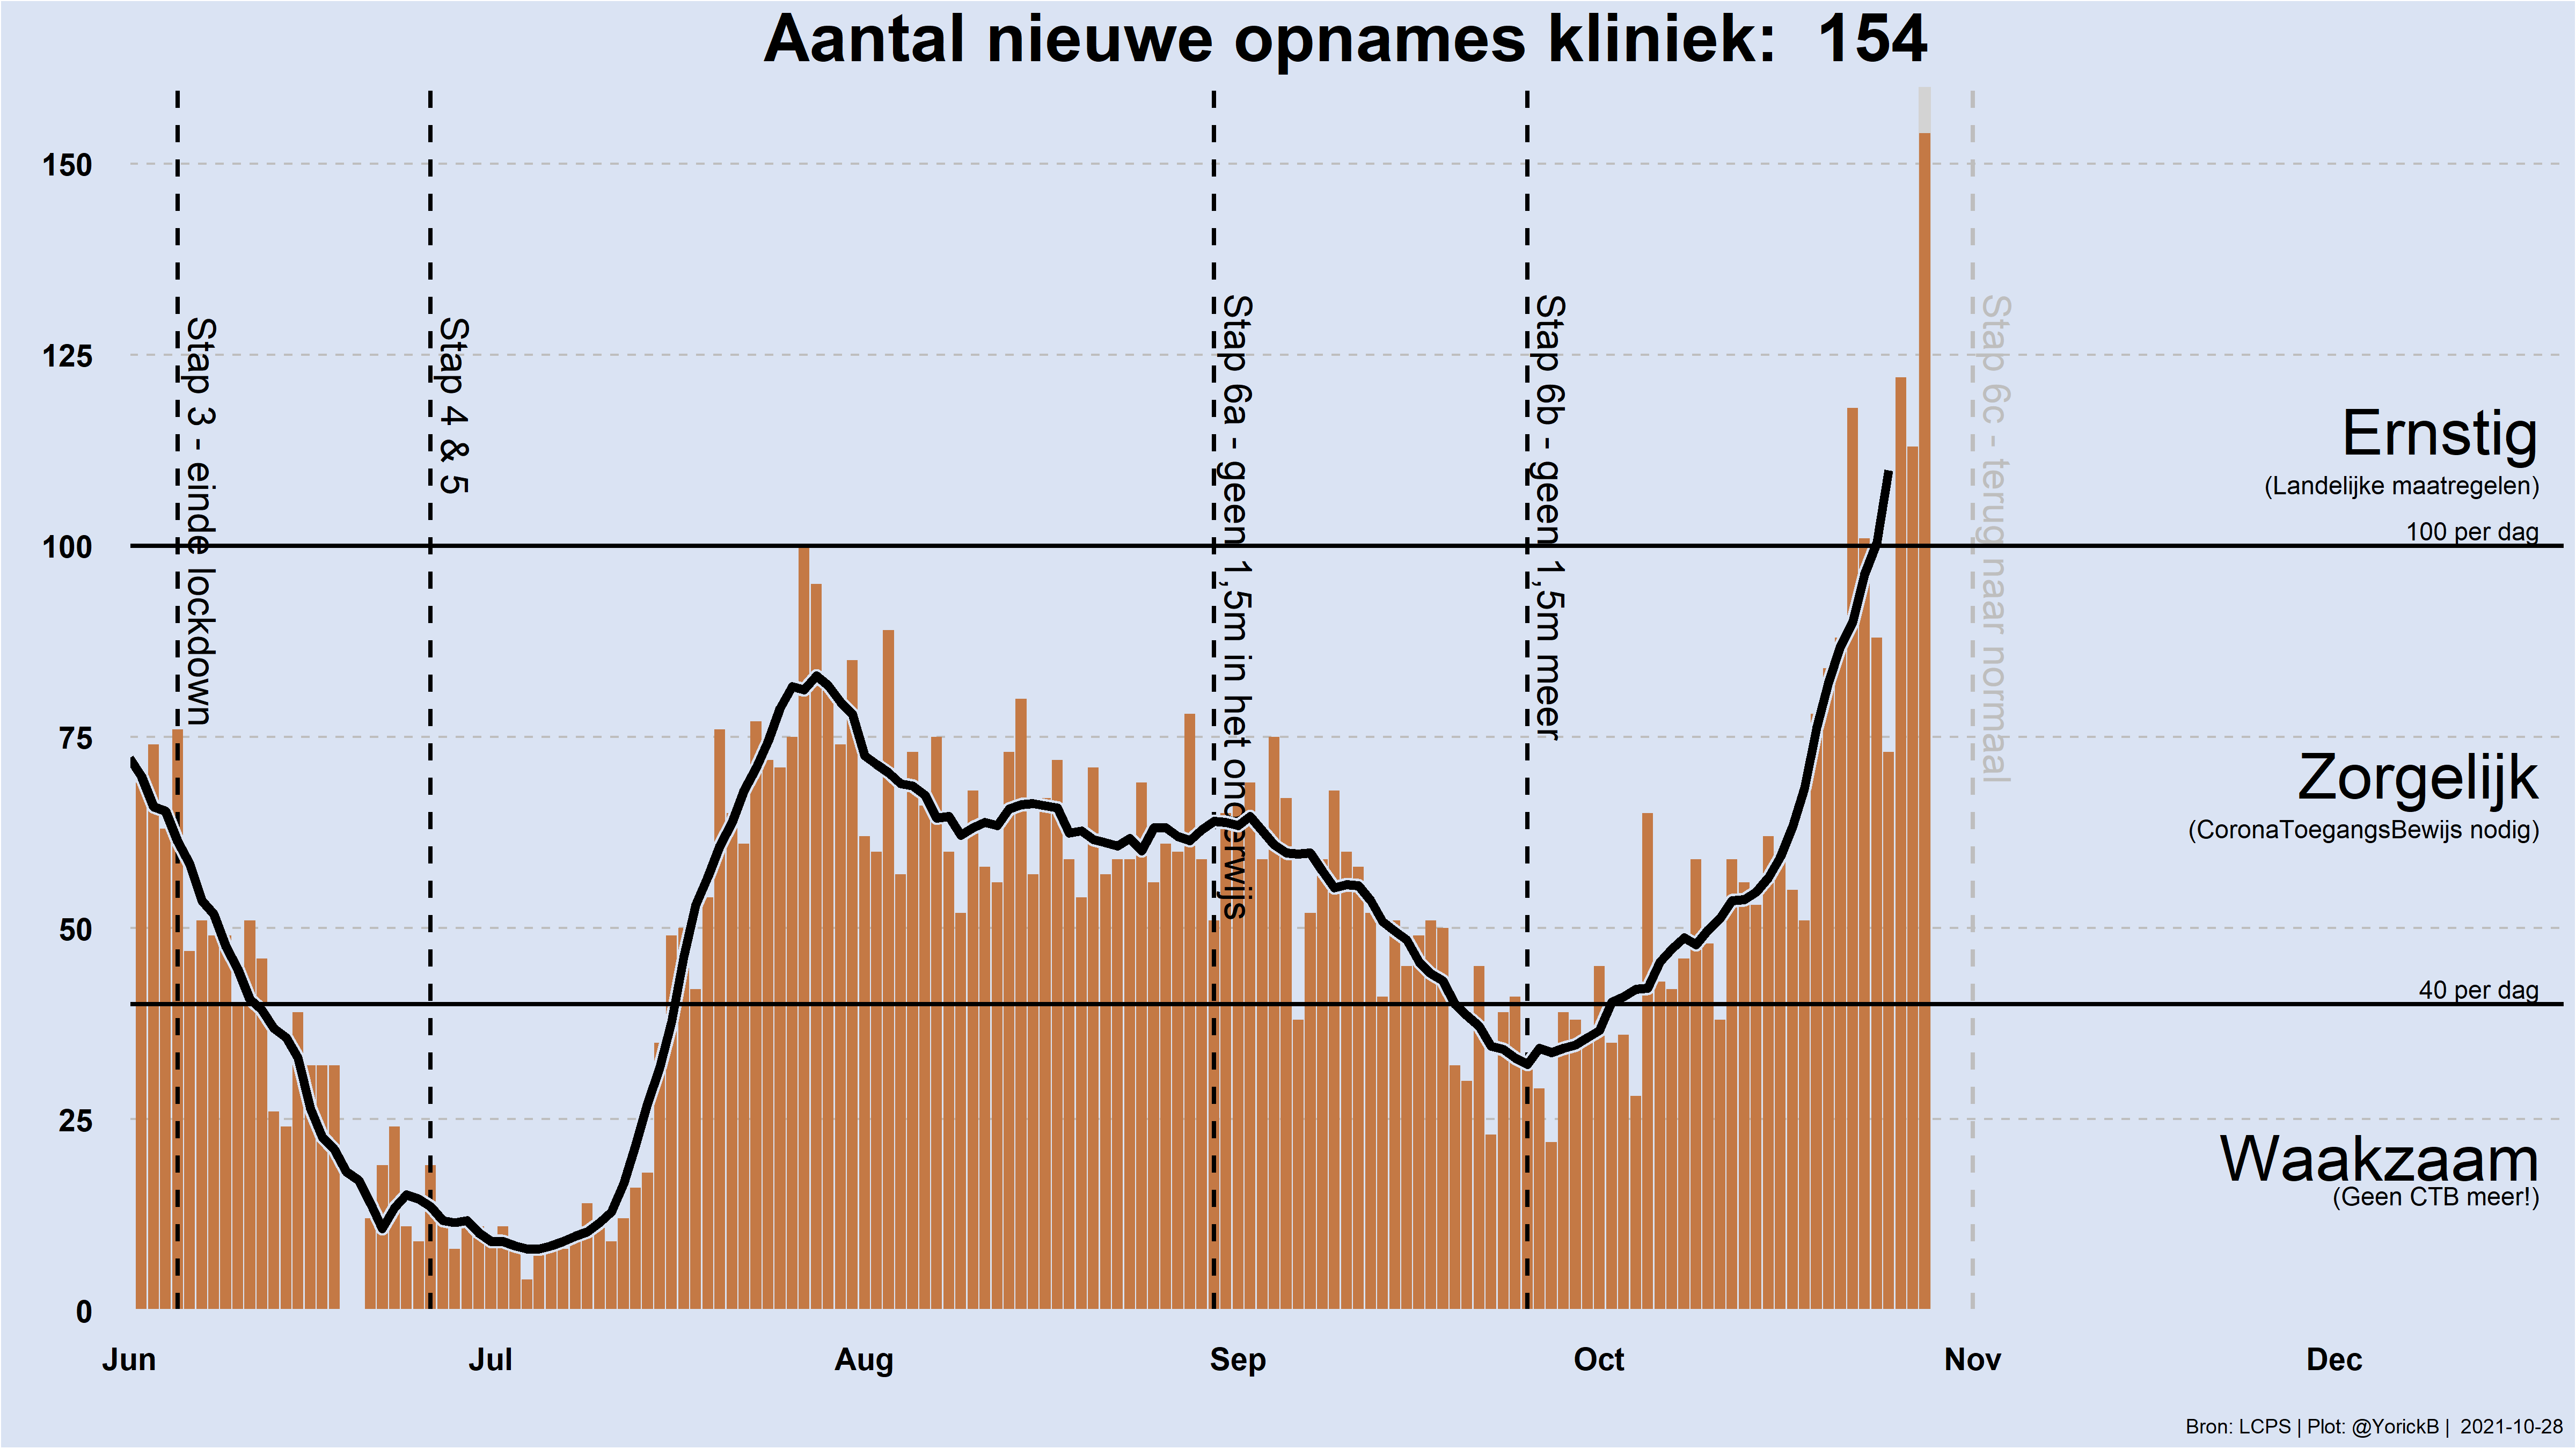 Aantal nieuwe opnames kliniek:  154
150
125
100
75
50
25
0
Stap 3 - einde lockdown
Stap 4 & 5
Stap 6a - geen 1,5m in het onderwijs
Stap 6b - geen 1,5m meer
Stap 6c - terug naar normaal
Ernstig
(Landelijke maatregelen)
100 per dag
Zorgelijk
(CoronaToegangsBewijs nodig)
40 per dag
Waakzaam
(Geen CTB meer!)
Jun
Jul
Aug
Sep
Oct
Nov
Dec
Bron: LCPS | Plot: @YorickB |  2021-10-28